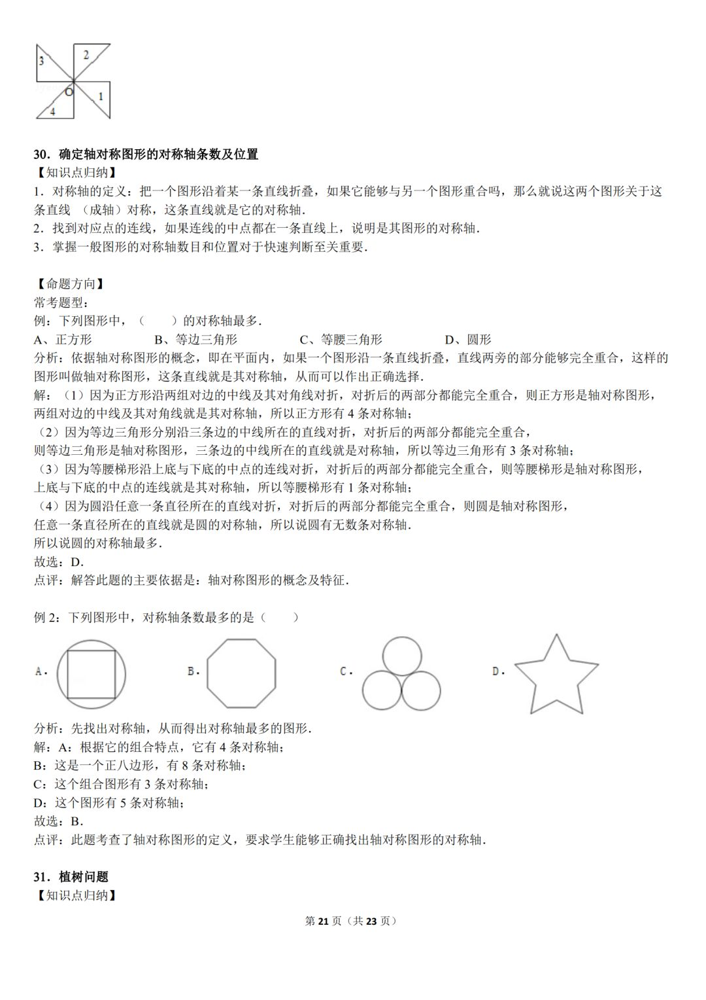 3
2
O
1
4
30．确定轴对称图形的对称轴条数及位置
【知识点归纳】
1．对称轴的定义：把一个图形沿着某一条直线折叠，如果它能够与另一个图形重合吗，那么就说这两个图形关于这
条直线 （成轴）对称，这条直线就是它的对称轴．
2．找到对应点的连线，如果连线的中点都在一条直线上，说明是其图形的对称轴．
3．掌握一般图形的对称轴数目和位置对于快速判断至关重要．
【命题方向】
常考题型：
例：下列图形中，（　　）的对称轴最多．
A、正方形　　B、等边三角形　　C、等腰三角形　　D、圆形
分析：依据轴对称图形的概念，即在平面内，如果一个图形沿一条直线折叠，直线两旁的部分能够完全重合，这样的
图形叫做轴对称图形，这条直线就是其对称轴，从而可以作出正确选择．
解：（1）因为正方形沿两组对边的中线及其对角线对折，对折后的两部分都能完全重合，则正方形是轴对称图形，
两组对边的中线及其对角线就是其对称轴，所以正方形有 4 条对称轴；
（2）因为等边三角形分别沿三条边的中线所在的直线对折，对折后的两部分都能完全重合，
则等边三角形是轴对称图形，三条边的中线所在的直线就是对称轴，所以等边三角形有 3 条对称轴；
（3）因为等腰梯形沿上底与下底的中点的连线对折，对折后的两部分都能完全重合，则等腰梯形是轴对称图形，
上底与下底的中点的连线就是其对称轴，所以等腰梯形有 1 条对称轴；
（4）因为圆沿任意一条直径所在的直线对折，对折后的两部分都能完全重合，则圆是轴对称图形，
任意一条直径所在的直线就是圆的对称轴，所以说圆有无数条对称轴．
所以说圆的对称轴最多．
故选：D．
点评：解答此题的主要依据是：轴对称图形的概念及特征．
例 2：下列图形中，对称轴条数最多的是（　　）
A．　　B．　　C．　　D．
分析：先找出对称轴，从而得出对称轴最多的图形．
解：A：根据它的组合特点，它有 4 条对称轴；
B：这是一个正八边形，有 8 条对称轴；
C：这个组合图形有 3 条对称轴；
D：这个图形有 5 条对称轴；
故选：B．
点评：此题考查了轴对称图形的定义，要求学生能够正确找出轴对称图形的对称轴．
31．植树问题
【知识点归纳】
第 21 页（共 23 页）